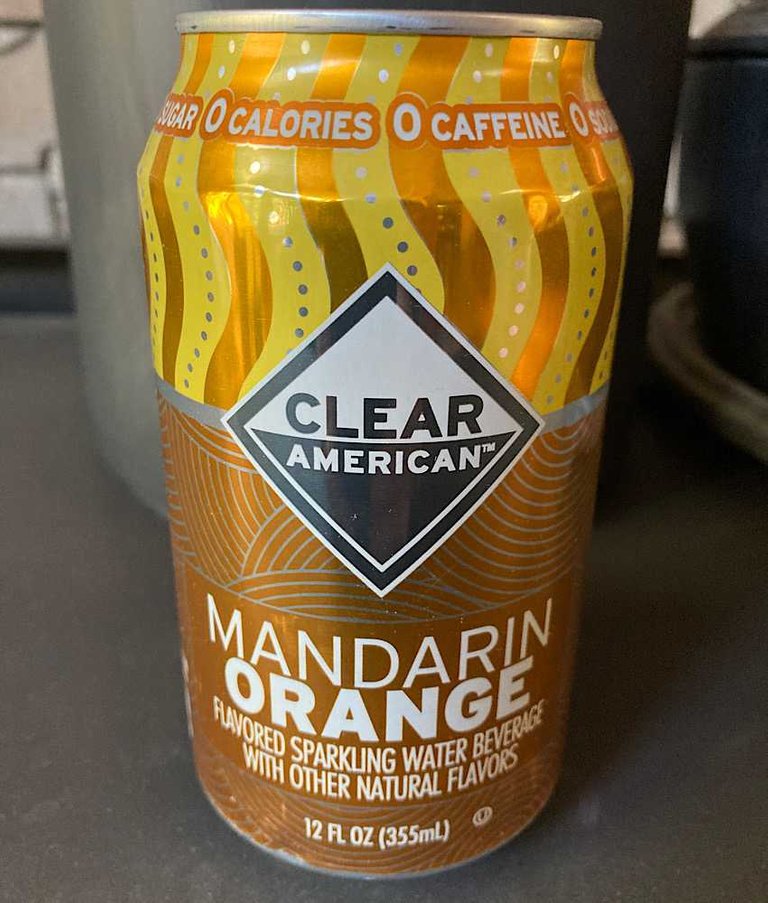 SUGAR 0 CALORIES 0 CAFFEINE 0
CLEAR
AMERICAN™
MANDARIN
ORANGE
FLAVORED SPARKLING WATER BEVERAGE
WITH OTHER NATURAL FLAVORS
12 FL OZ (355mL) U